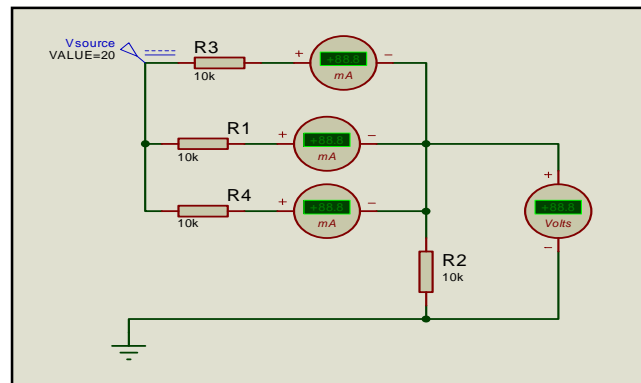 Vsource
VALUE=20
R3
10k
+88.8
mA
R1
10k
+88.8
mA
R4
10k
+88.8
mA
+88.8
Volts
R2
10k